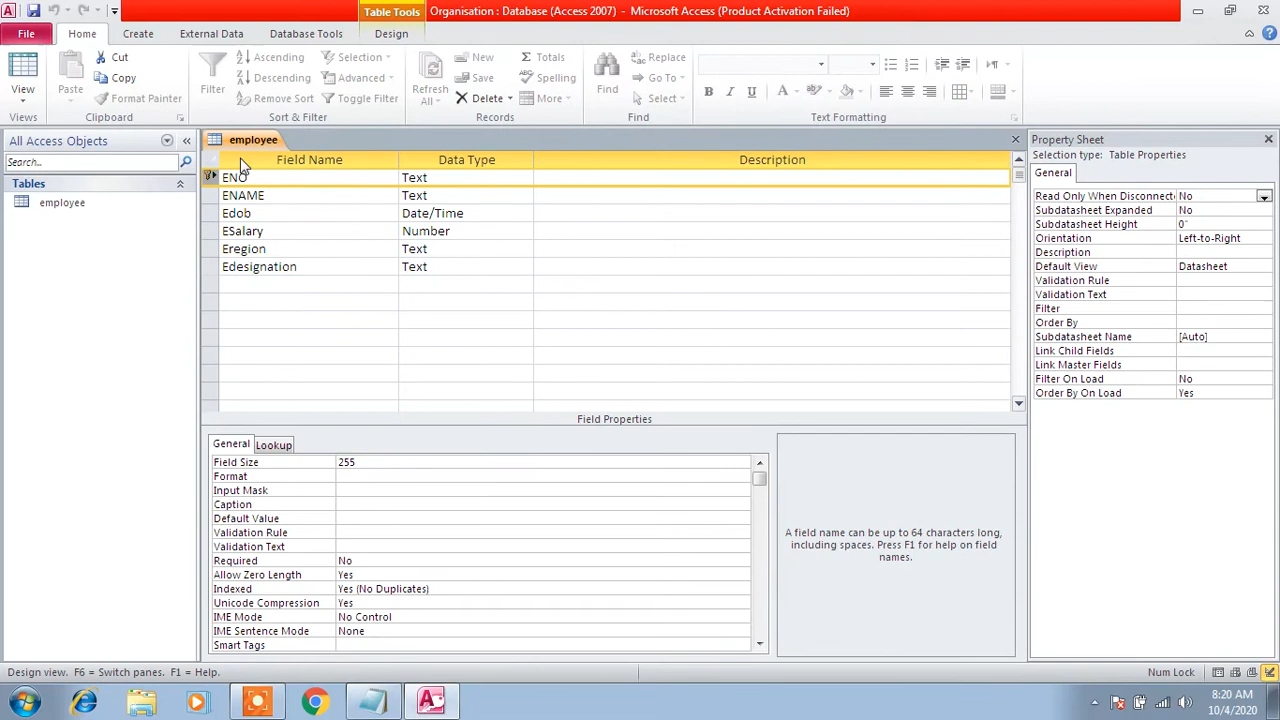 Table Tools
Organisation : Database (Access 2007) - Microsoft Access (Product Activation Failed)
File Home Create External Data Database Tools Design
View
Views
Paste
Cut
Copy
Format Painter
Clipboard
Filter
Ascending
Descending
Remove Sort
Selection
Advanced
Toggle Filter
Sort & Filter
Refresh
All
New
Save
Delete
Totals
Spelling
More
Records
Find
Replace
Go To
Select
Find
B I U A
Text Formatting
All Access Objects
Search...
Tables
employee
employee
Field Name Data Type Description
ENO Text
ENAME Text
Edob Date/Time
ESalary Number
Eregion Text
Edesignation Text
Field Properties
General Lookup
Field Size 255
Format
Input Mask
Caption
Default Value
Validation Rule
Validation Text
Required No
Allow Zero Length Yes
Indexed Yes (No Duplicates)
Unicode Compression Yes
IME Mode No Control
IME Sentence Mode None
Smart Tags
A field name can be up to 64 characters long,
including spaces. Press F1 for help on field
names.
Property Sheet
Selection type: Table Properties
General
Read Only When Disconnect No
Subdatasheet Expanded No
Subdatasheet Height 0"
Orientation Left-to-Right
Description
Default View Datasheet
Validation Rule
Validation Text
Filter
Order By
Subdatasheet Name [Auto]
Link Child Fields
Link Master Fields
Filter On Load No
Order By On Load Yes
Design view. F6 = Switch panes. F1 = Help.
Num Lock
8:20 AM
10/4/2020